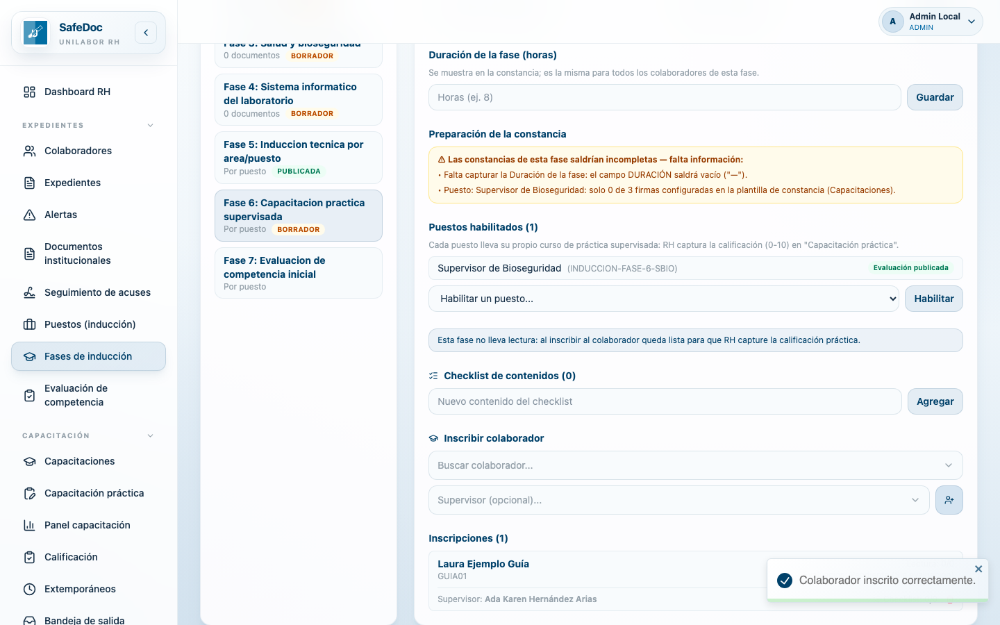 SafeDoc
UNILABOR RH
Dashboard RH
EXPEDIENTES
Colaboradores
Expedientes
Alertas
Documentos
institucionales
Seguimiento de acuses
Puestos (inducción)
Fases de inducción
Evaluación de
competencia
CAPACITACIÓN
Capacitaciones
Capacitación práctica
Panel capacitación
Calificación
Extemporáneos
Bandeja de salida
A
Admin Local
ADMIN
Fase 3: Salud y bioseguridad
0 documentos BORRADOR
Fase 4: Sistema informatico
del laboratorio
0 documentos BORRADOR
Fase 5: Induccion tecnica por
area/puesto
Por puesto PUBLICADA
Fase 6: Capacitacion practica
supervisada
Por puesto BORRADOR
Fase 7: Evaluacion de
competencia inicial
Por puesto
Duración de la fase (horas)
Se muestra en la constancia; es la misma para todos los colaboradores de esta fase.
Horas (ej. 8) Guardar
Preparación de la constancia
⚠ Las constancias de esta fase saldrían incompletas — falta información:
• Falta capturar la Duración de la fase: el campo DURACIÓN saldrá vacío ("—").
• Puesto: Supervisor de Bioseguridad: solo 0 de 3 firmas configuradas en la plantilla de constancia (Capacitaciones).
Puestos habilitados (1)
Cada puesto lleva su propio curso de práctica supervisada: RH captura la calificación (0-10) en "Capacitación práctica".
Supervisor de Bioseguridad (INDUCCION-FASE-6-SBIO) Evaluación publicada
Habilitar un puesto... Habilitar
Esta fase no lleva lectura: al inscribir al colaborador queda lista para que RH capture la calificación práctica.
Checklist de contenidos (0)
Nuevo contenido del checklist Agregar
Inscribir colaborador
Buscar colaborador...
Supervisor (opcional)...
Inscripciones (1)
Laura Ejemplo Guía
GUIA01
Supervisor: Ada Karen Hernández Arias
Colaborador inscrito correctamente.